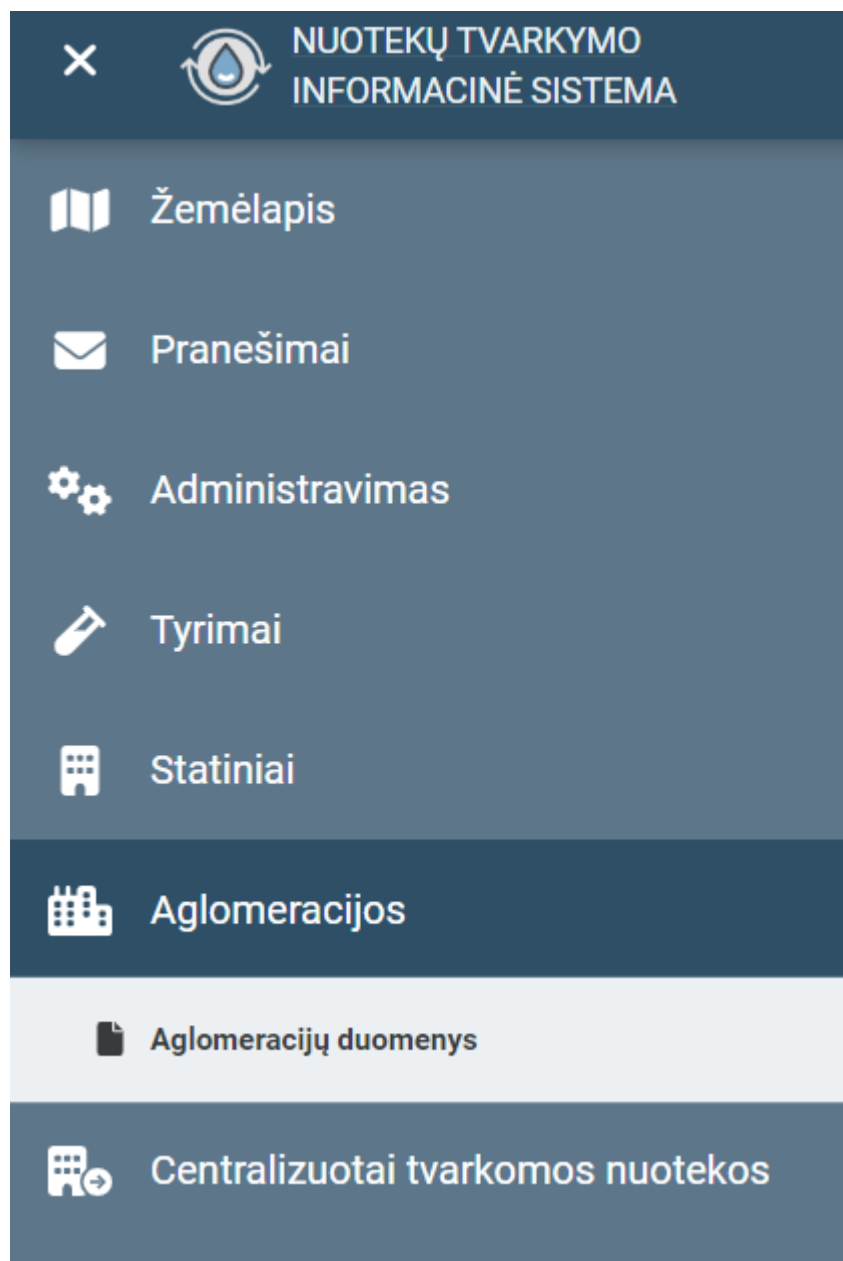 NUOTEKŲ TVARKYMO
INFORMACINĖ SISTEMA
Žemėlapis
Pranešimai
Administravimas
Tyrimai
Statiniai
Aglomeracijos
Aglomeracijų duomenys
Centralizuotai tvarkomos nuotekos